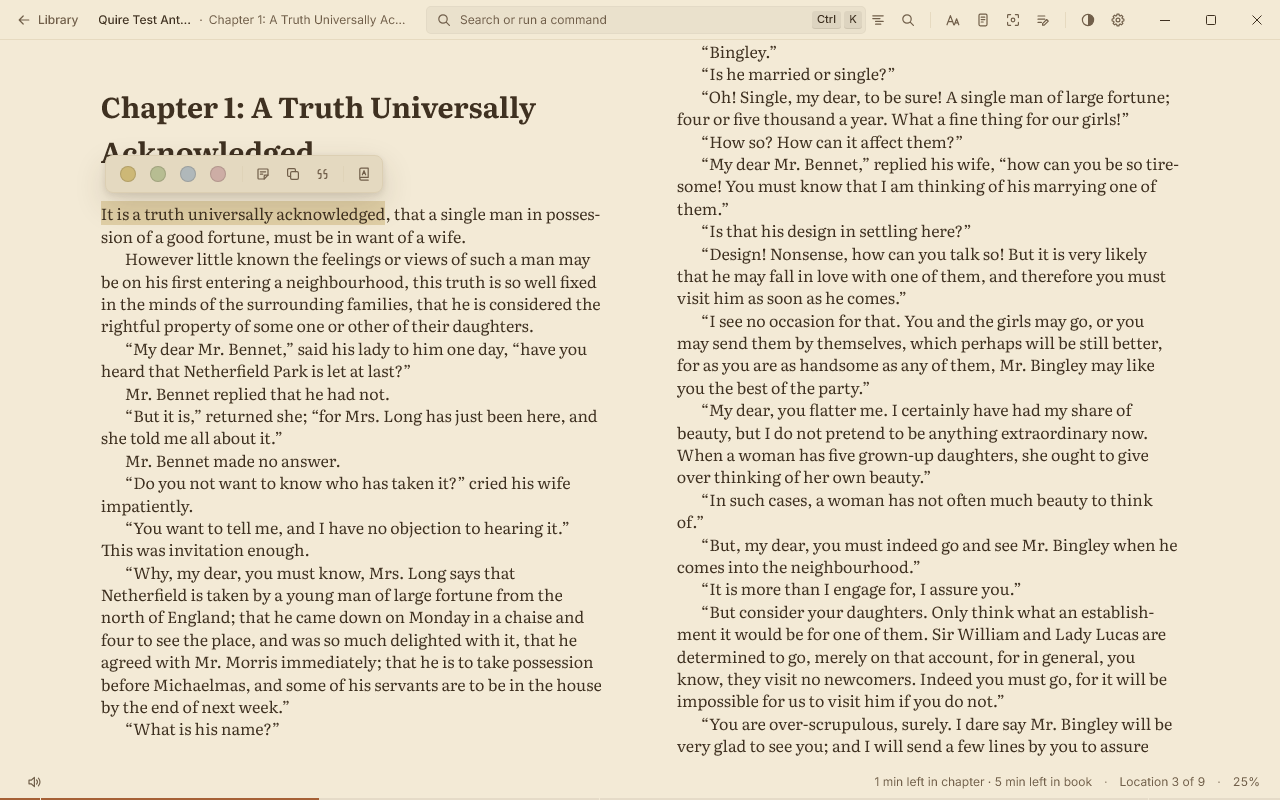 Library
Quire Test Ant... · Chapter 1: A Truth Universally Ac...
Search or run a command
Ctrl K
Chapter 1: A Truth Universally
Acknowledged
It is a truth universally acknowledged, that a single man in posses-
sion of a good fortune, must be in want of a wife.
However little known the feelings or views of such a man may
be on his first entering a neighbourhood, this truth is so well fixed
in the minds of the surrounding families, that he is considered the
rightful property of some one or other of their daughters.
“My dear Mr. Bennet,” said his lady to him one day, “have you
heard that Netherfield Park is let at last?”
Mr. Bennet replied that he had not.
“But it is,” returned she; “for Mrs. Long has just been here, and
she told me all about it.”
Mr. Bennet made no answer.
“Do you not want to know who has taken it?” cried his wife
impatiently.
“You want to tell me, and I have no objection to hearing it.”
This was invitation enough.
“Why, my dear, you must know, Mrs. Long says that
Netherfield is taken by a young man of large fortune from the
north of England; that he came down on Monday in a chaise and
four to see the place, and was so much delighted with it, that he
agreed with Mr. Morris immediately; that he is to take possession
before Michaelmas, and some of his servants are to be in the house
by the end of next week.”
“What is his name?”
“Bingley.”
“Is he married or single?”
“Oh! Single, my dear, to be sure! A single man of large fortune;
four or five thousand a year. What a fine thing for our girls!”
“How so? How can it affect them?”
“My dear Mr. Bennet,” replied his wife, “how can you be so tire-
some! You must know that I am thinking of his marrying one of
them.”
“Is that his design in settling here?”
“Design! Nonsense, how can you talk so! But it is very likely
that he may fall in love with one of them, and therefore you must
visit him as soon as he comes.”
“I see no occasion for that. You and the girls may go, or you
may send them by themselves, which perhaps will be still better,
for as you are as handsome as any of them, Mr. Bingley may like
you the best of the party.”
“My dear, you flatter me. I certainly have had my share of
beauty, but I do not pretend to be anything extraordinary now.
When a woman has five grown-up daughters, she ought to give
over thinking of her own beauty.”
“In such cases, a woman has not often much beauty to think
of.”
“But, my dear, you must indeed go and see Mr. Bingley when he
comes into the neighbourhood.”
“It is more than I engage for, I assure you.”
“But consider your daughters. Only think what an establish-
ment it would be for one of them. Sir William and Lady Lucas are
determined to go, merely on that account, for in general, you
know, they visit no newcomers. Indeed you must go, for it will be
impossible for us to visit him if you do not.”
“You are over-scrupulous, surely. I dare say Mr. Bingley will be
very glad to see you; and I will send a few lines by you to assure
1 min left in chapter · 5 min left in book · Location 3 of 9 · 25%